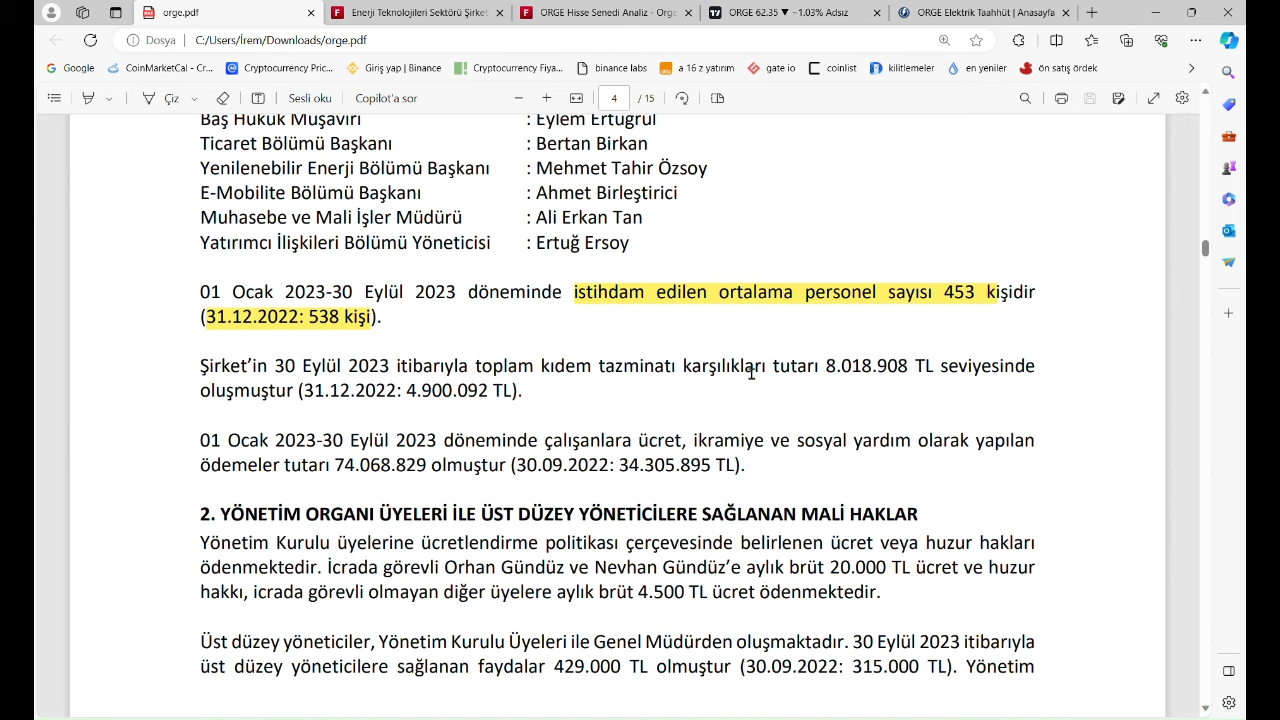 orge.pdf
Enerji Teknolojileri Sektörü Şirket
ORGE Hisse Senedi Analiz - Orge
ORGE 62.35 ▼ −1.03% Adsız
ORGE Elektrik Taahhüt | Anasayfa
Dosya
C:/Users/İrem/Downloads/orge.pdf
Google
CoinMarketCal - Cr...
Cryptocurrency Pric...
Giriş yap | Binance
Cryptocurrency Fiya...
binance labs
a 16 z yatırım
gate io
coinlist
kilitlemeler
en yeniler
ön satış ördek
Çiz
Sesli oku
Copilot'a sor
4
/ 15
Baş Hukuk Müşaviri : Eylem Ertuğrul
Ticaret Bölümü Başkanı : Bertan Birkan
Yenilenebilir Enerji Bölümü Başkanı : Mehmet Tahir Özsoy
E-Mobilite Bölümü Başkanı : Ahmet Birleştirici
Muhasebe ve Mali İşler Müdürü : Ali Erkan Tan
Yatırımcı İlişkileri Bölümü Yöneticisi : Ertuğ Ersoy
01 Ocak 2023-30 Eylül 2023 döneminde istihdam edilen ortalama personel sayısı 453 kişidir
(31.12.2022: 538 kişi).
Şirket'in 30 Eylül 2023 itibarıyla toplam kıdem tazminatı karşılıkları tutarı 8.018.908 TL seviyesinde
oluşmuştur (31.12.2022: 4.900.092 TL).
01 Ocak 2023-30 Eylül 2023 döneminde çalışanlara ücret, ikramiye ve sosyal yardım olarak yapılan
ödemeler tutarı 74.068.829 olmuştur (30.09.2022: 34.305.895 TL).
2. YÖNETİM ORGANI ÜYELERİ İLE ÜST DÜZEY YÖNETİCİLERE SAĞLANAN MALİ HAKLAR
Yönetim Kurulu üyelerine ücretlendirme politikası çerçevesinde belirlenen ücret veya huzur hakları
ödenmektedir. İcrada görevli Orhan Gündüz ve Nevhan Gündüz'e aylık brüt 20.000 TL ücret ve huzur
hakkı, icrada görevli olmayan diğer üyelere aylık brüt 4.500 TL ücret ödenmektedir.
Üst düzey yöneticiler, Yönetim Kurulu Üyeleri ile Genel Müdürden oluşmaktadır. 30 Eylül 2023 itibarıyla
üst düzey yöneticilere sağlanan faydalar 429.000 TL olmuştur (30.09.2022: 315.000 TL). Yönetim